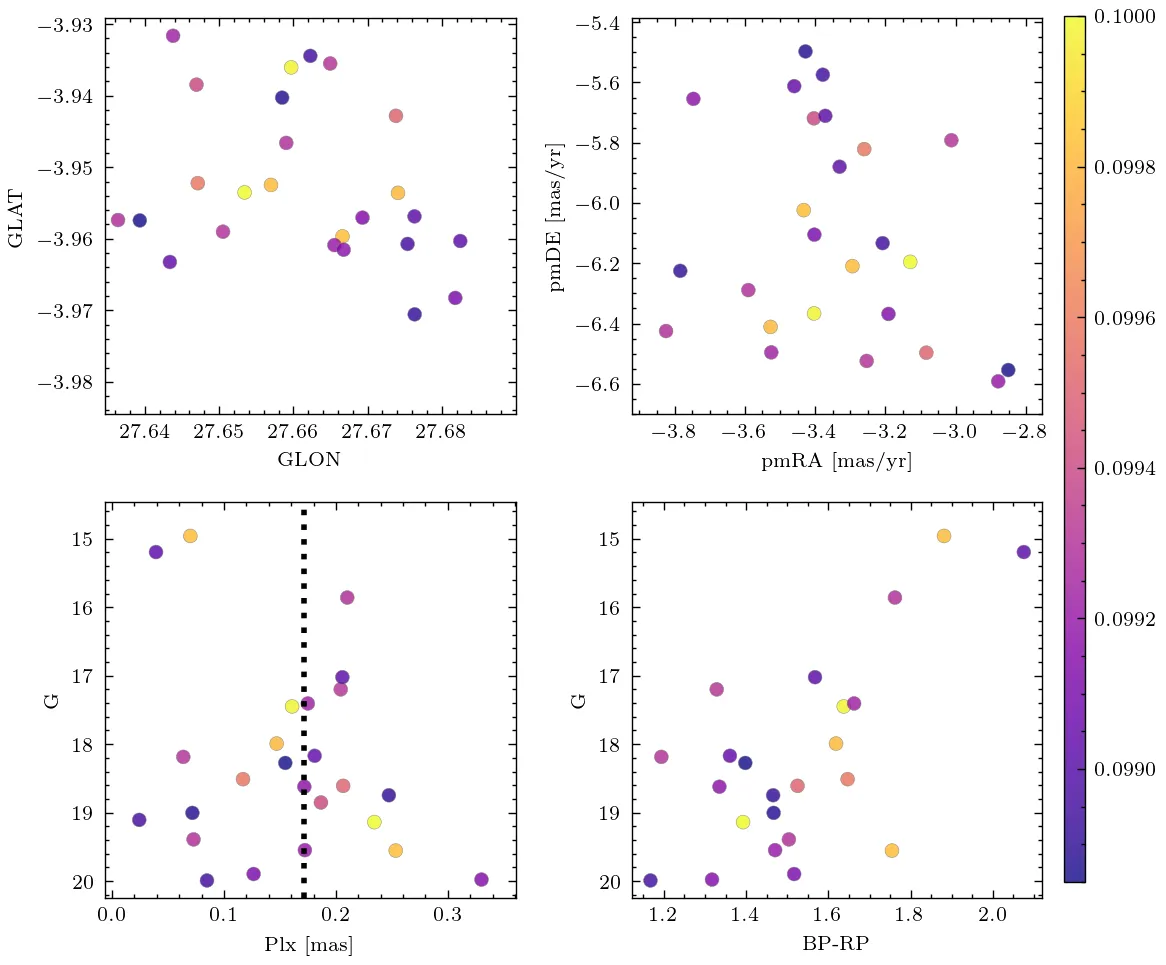 −3.93
−3.94
−3.95
−3.96
−3.97
−3.98
GLAT
27.64 27.65 27.66 27.67 27.68
GLON
−5.4
−5.6
−5.8
−6.0
−6.2
−6.4
−6.6
pmDE [mas/yr]
−3.8 −3.6 −3.4 −3.2 −3.0 −2.8
pmRA [mas/yr]
15
16
17
18
19
20
G
0.0 0.1 0.2 0.3
Plx [mas]
15
16
17
18
19
20
G
1.2 1.4 1.6 1.8 2.0
BP-RP
0.1000
0.0998
0.0996
0.0994
0.0992
0.0990